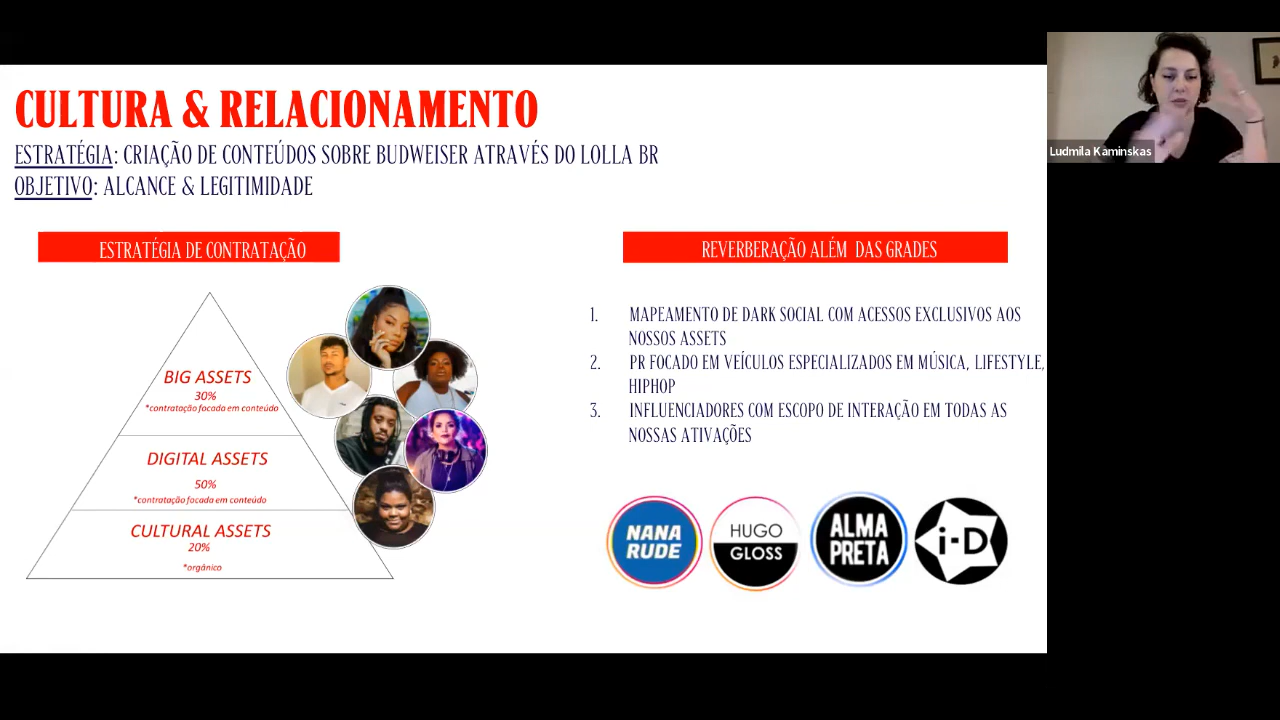 CULTURA & RELACIONAMENTO
ESTRATÉGIA: CRIAÇÃO DE CONTEÚDOS SOBRE BUDWEISER ATRAVÉS DO LOLLA BR
OBJETIVO: ALCANCE & LEGITIMIDADE
ESTRATÉGIA DE CONTRATAÇÃO
BIG ASSETS
30%
*contratação focada em conteúdo
DIGITAL ASSETS
50%
*contratação focada em conteúdo
CULTURAL ASSETS
20%
*orgânico
REVERBERAÇÃO ALÉM DAS GRADES
1. MAPEAMENTO DE DARK SOCIAL COM ACESSOS EXCLUSIVOS AOS
NOSSOS ASSETS
2. PR FOCADO EM VEÍCULOS ESPECIALIZADOS EM MÚSICA, LIFESTYLE,
HIPHOP
3. INFLUENCIADORES COM ESCOPO DE INTERAÇÃO EM TODAS AS
NOSSAS ATIVAÇÕES
NANA
RUDE
HUGO
GLOSS
ALMA
PRETA
i-D
Ludmila Kaminskas